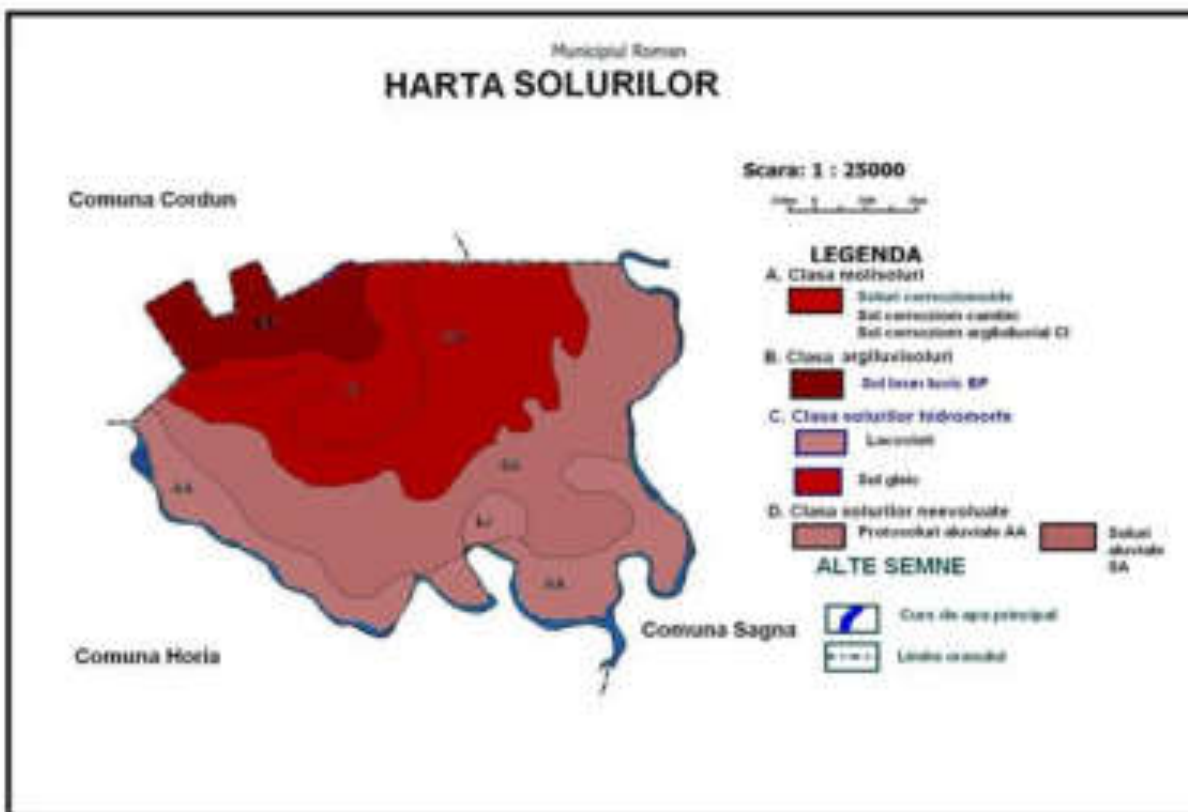 Municipiul Roman
HARTA SOLURILOR
Comuna Cordun
Scara: 1 : 25000
LEGENDA
A. Clasa molisoluri
Soluri cernoziomoide
Sol cernoziom cambic
Sol cernoziom argiloiluvial CI
B. Clasa argiluvisoluri
Sol brun luvic BP
C. Clasa solurilor hidromorfe
Lacovisti
Sol gleic
D. Clasa solurilor neevoluate
Protosoluri aluviale AA
Soluri
aluviale
SA
AA
SA
AA
ALTE SEMNE
Curs de apa principal
Limita orasului
Comuna Sagna
Comuna Horia